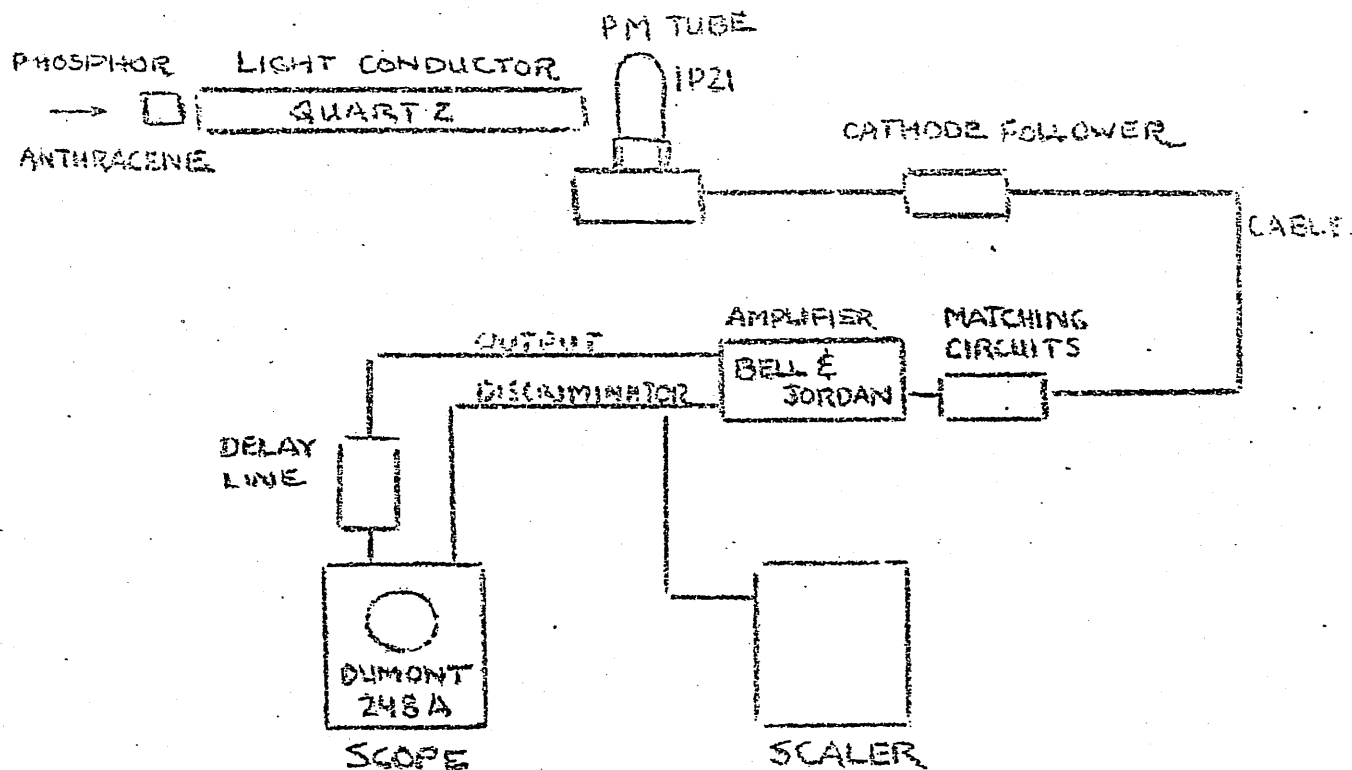 PM TUBE
PHOSPHOR
LIGHT CONDUCTOR
1P21
QUARTZ
ANTHRACENE
CATHODE FOLLOWER
CABLE
AMPLIFIER
MATCHING
CIRCUITS
OUTPUT
BELL &
JORDAN
DISCRIMINATOR
DELAY
LINE
DUMONT
248 A
SCOPE
SCALER